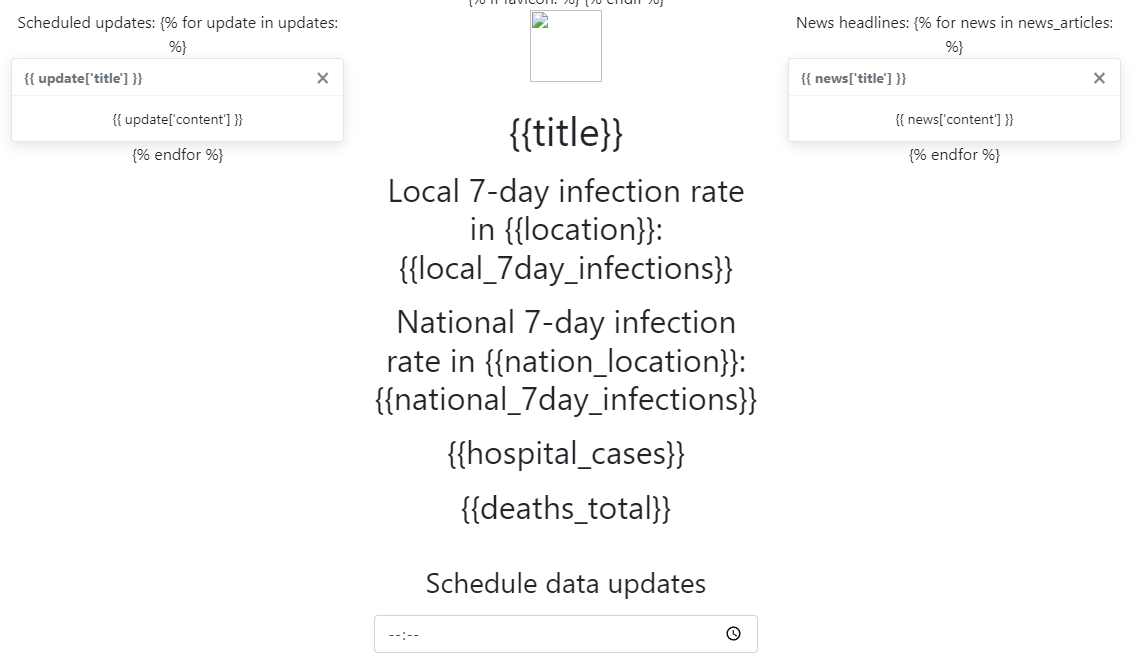 Scheduled updates: {% for update in updates:
%}
{{ update['title'] }}
×
{{ update['content'] }}
{% endfor %}
{% if favicon: %} {% endif %}
{{title}}
Local 7-day infection rate
in {{location}}:
{{local_7day_infections}}
National 7-day infection
rate in {{nation_location}}:
{{national_7day_infections}}
{{hospital_cases}}
{{deaths_total}}
Schedule data updates
--:--
News headlines: {% for news in news_articles:
%}
{{ news['title'] }}
×
{{ news['content'] }}
{% endfor %}